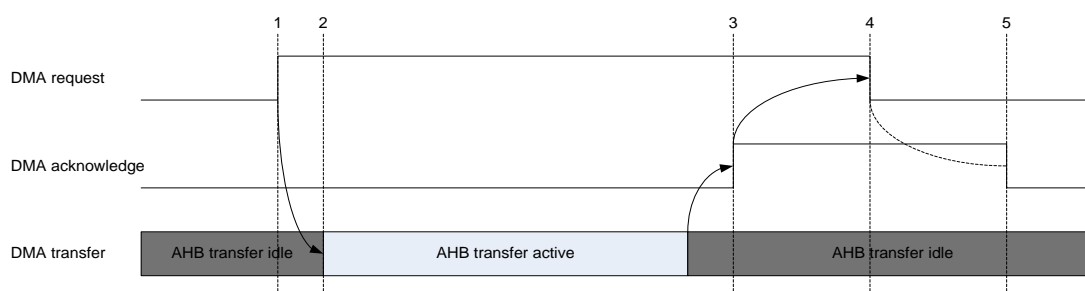 1 2 3 4 5
DMA request
DMA acknowledge
DMA transfer AHB transfer idle AHB transfer active AHB transfer idle